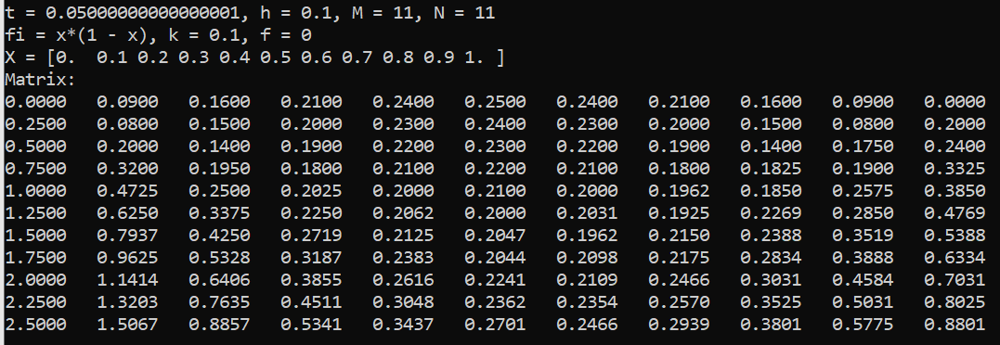 t = 0.05000000000000001, h = 0.1, M = 11, N = 11
fi = x*(1 - x), k = 0.1, f = 0
X = [0.  0.1 0.2 0.3 0.4 0.5 0.6 0.7 0.8 0.9 1. ]
Matrix:
0.0000 0.0900 0.1600 0.2100 0.2400 0.2500 0.2400 0.2100 0.1600 0.0900 0.0000
0.2500 0.0800 0.1500 0.2000 0.2300 0.2400 0.2300 0.2000 0.1500 0.0800 0.2000
0.5000 0.2000 0.1400 0.1900 0.2200 0.2300 0.2200 0.1900 0.1400 0.1750 0.2400
0.7500 0.3200 0.1950 0.1800 0.2100 0.2200 0.2100 0.1800 0.1825 0.1900 0.3325
1.0000 0.4725 0.2500 0.2025 0.2000 0.2100 0.2000 0.1962 0.1850 0.2575 0.3850
1.2500 0.6250 0.3375 0.2250 0.2062 0.2000 0.2031 0.1925 0.2269 0.2850 0.4769
1.5000 0.7937 0.4250 0.2719 0.2125 0.2047 0.1962 0.2150 0.2388 0.3519 0.5388
1.7500 0.9625 0.5328 0.3187 0.2383 0.2044 0.2098 0.2175 0.2834 0.3888 0.6334
2.0000 1.1414 0.6406 0.3855 0.2616 0.2241 0.2109 0.2466 0.3031 0.4584 0.7031
2.2500 1.3203 0.7635 0.4511 0.3048 0.2362 0.2354 0.2570 0.3525 0.5031 0.8025
2.5000 1.5067 0.8857 0.5341 0.3437 0.2701 0.2466 0.2939 0.3801 0.5775 0.8801